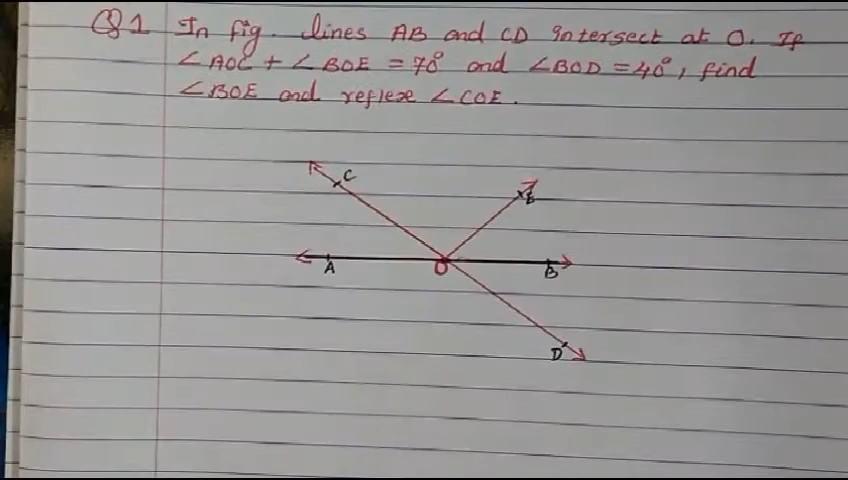 Q1 In fig. lines AB and CD intersect at O. If
∠AOC + ∠BOE = 70° and ∠BOD = 40°, find
∠BOE and reflexe ∠COE.
C
E
A
O
B
D